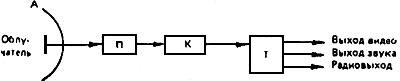 А
Облу-
чатель
П
К
Т
Выход видео
Выход звука
Радиовыход